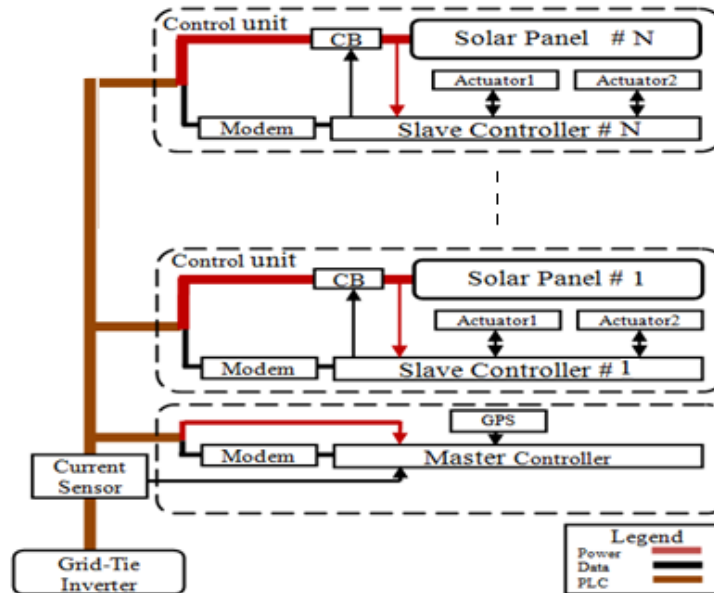 Control unit
CB
Solar Panel # N
Actuator1
Actuator2
Modem
Slave Controller # N
Control unit
CB
Solar Panel # 1
Actuator1
Actuator2
Modem
Slave Controller # 1
GPS
Modem
Master Controller
Current
Sensor
Grid-Tie
Inverter
Legend
Power
Data
PLC